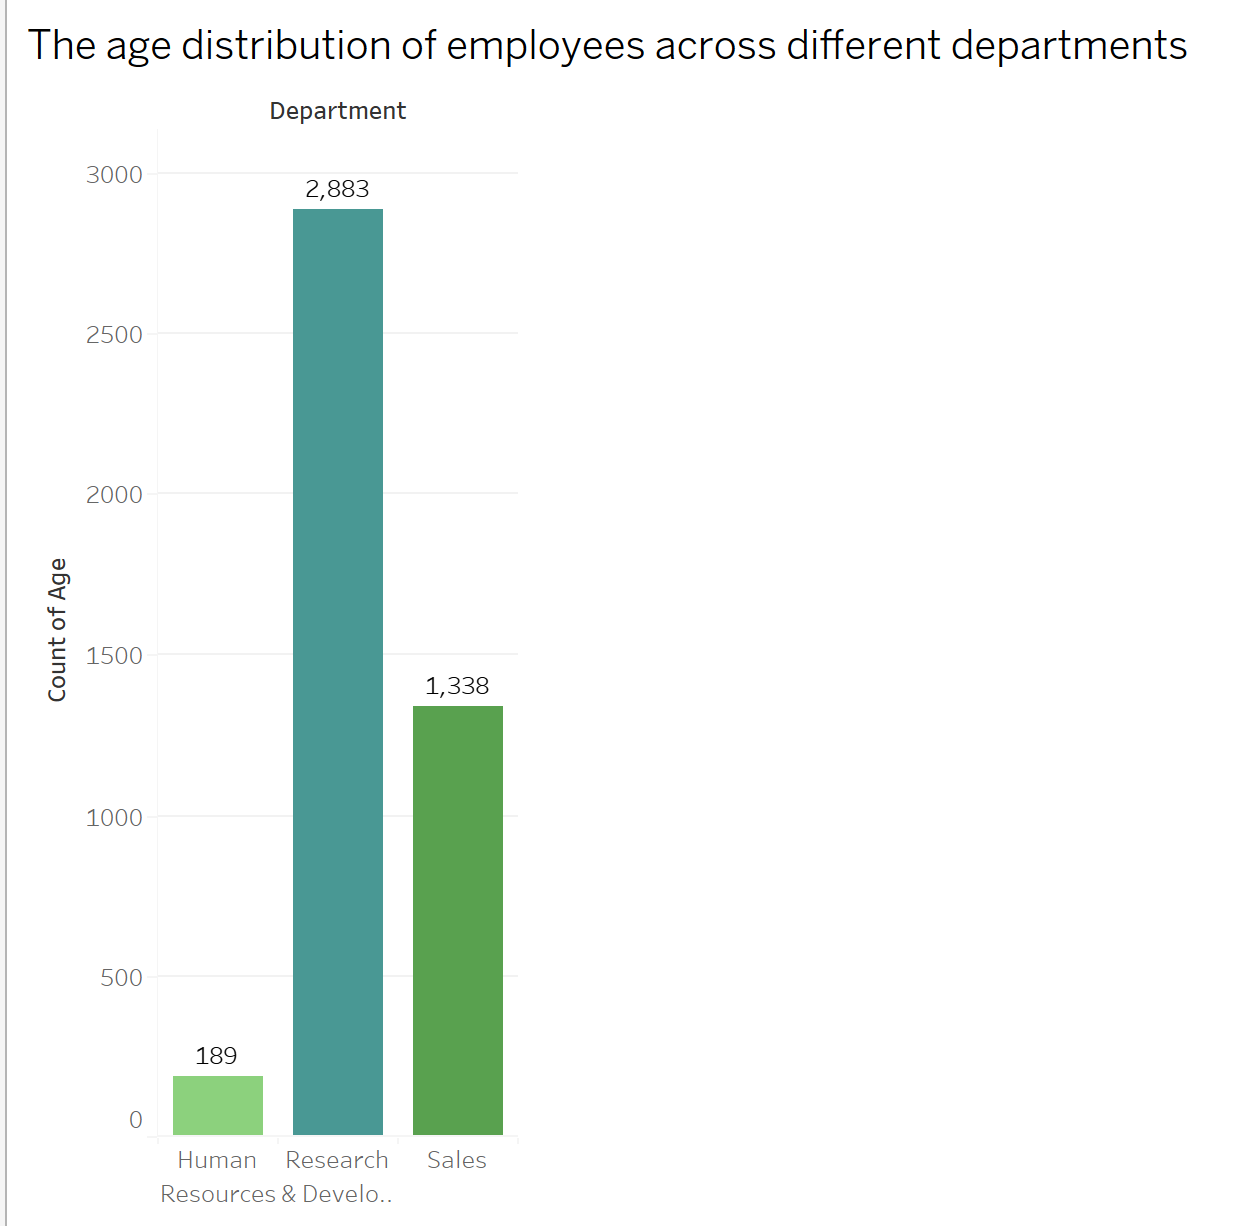 The age distribution of employees across different departments
Department
Count of Age
3000
2500
2000
1500
1000
500
0
2,883
1,338
189
Human Resources
Research & Develo..
Sales